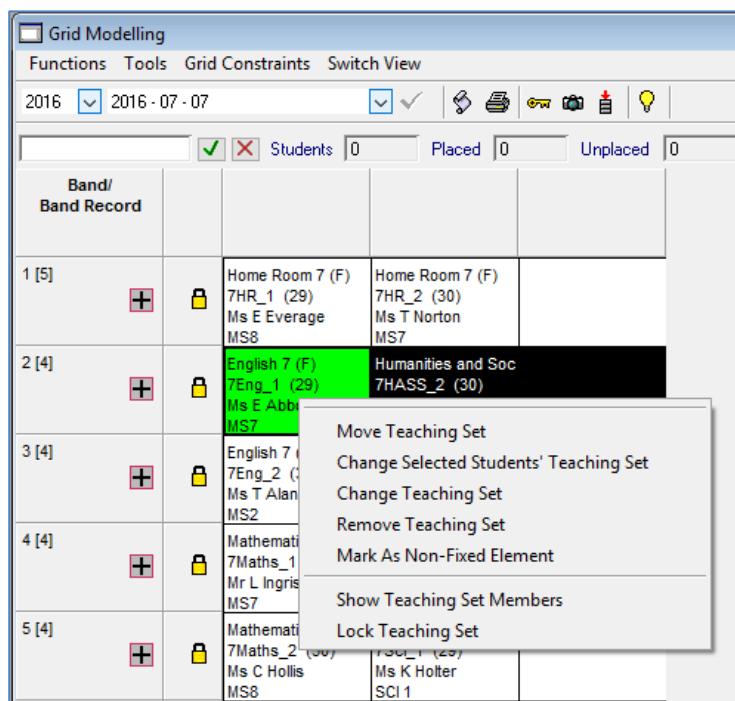 Grid Modelling
Functions Tools Grid Constraints Switch View
2016 2016 - 07 - 07
Students 0 Placed 0 Unplaced 0
Band/
Band Record
1 [5]
Home Room 7 (F)
7HR_1 (29)
Ms E Everage
MS8
Home Room 7 (F)
7HR_2 (30)
Ms T Norton
MS7
2 [4]
English 7 (F)
7Eng_1 (29)
Ms E Abb
MS7
Humanities and Soc
7HASS_2 (30)
3 [4]
English 7
7Eng_2
Ms T Alan
MS2
4 [4]
Mathemati
7Maths_1
Mr L Ingris
MS7
5 [4]
Mathemati
7Maths_2 (30)
Ms C Hollis
MS8
7SCI_1 (29)
Ms K Holter
SCI 1
Move Teaching Set
Change Selected Students' Teaching Set
Change Teaching Set
Remove Teaching Set
Mark As Non-Fixed Element
Show Teaching Set Members
Lock Teaching Set